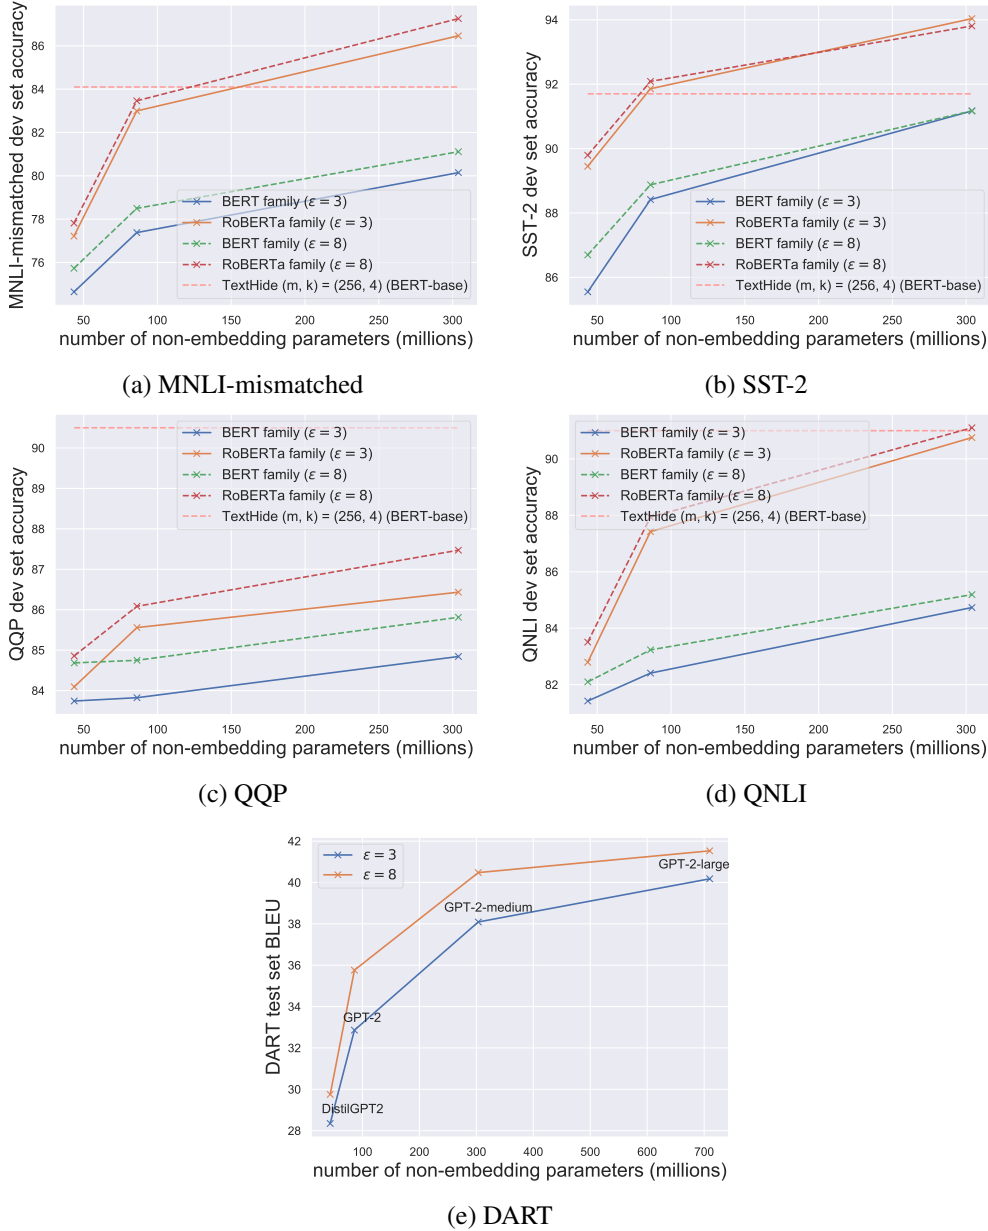 MNLI-mismatched dev set accuracy
86
84
82
80
78
76
BERT family (ε = 3)
RoBERTa family (ε = 3)
BERT family (ε = 8)
RoBERTa family (ε = 8)
TextHide (m, k) = (256, 4) (BERT-base)
50 100 150 200 250 300
number of non-embedding parameters (millions)
(a) MNLI-mismatched
SST-2 dev set accuracy
94
92
90
88
86
BERT family (ε = 3)
RoBERTa family (ε = 3)
BERT family (ε = 8)
RoBERTa family (ε = 8)
TextHide (m, k) = (256, 4) (BERT-base)
50 100 150 200 250 300
number of non-embedding parameters (millions)
(b) SST-2
QQP dev set accuracy
90
89
88
87
86
85
84
BERT family (ε = 3)
RoBERTa family (ε = 3)
BERT family (ε = 8)
RoBERTa family (ε = 8)
TextHide (m, k) = (256, 4) (BERT-base)
50 100 150 200 250 300
number of non-embedding parameters (millions)
(c) QQP
QNLI dev set accuracy
90
88
86
84
82
BERT family (ε = 3)
RoBERTa family (ε = 3)
BERT family (ε = 8)
RoBERTa family (ε = 8)
TextHide (m, k) = (256, 4) (BERT-base)
50 100 150 200 250 300
number of non-embedding parameters (millions)
(d) QNLI
DART test set BLEU
42
40
38
36
34
32
30
28
ε = 3
ε = 8
GPT-2-large
GPT-2-medium
GPT-2
DistilGPT2
100 200 300 400 500 600 700
number of non-embedding parameters (millions)
(e) DART